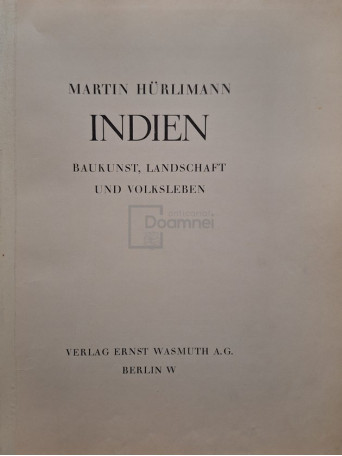 MARTIN HÜRLIMANN
INDIEN
BAUKUNST, LANDSCHAFT
UND VOLKSLEBEN
Doamnei
VERLAG ERNST WASMUTH A.G.
BERLIN W